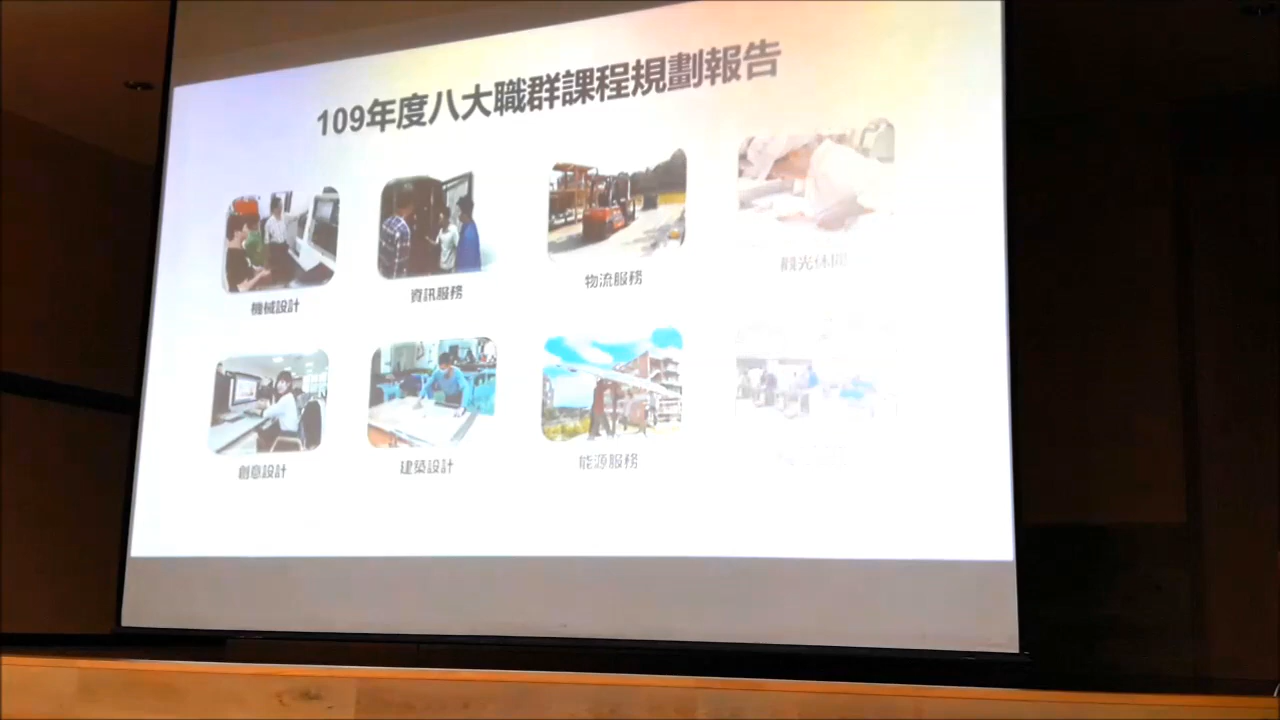 109年度八大職群課程規劃報告
機械設計
資訊服務
物流服務
觀光休閒
創意設計
建築設計
能源服務